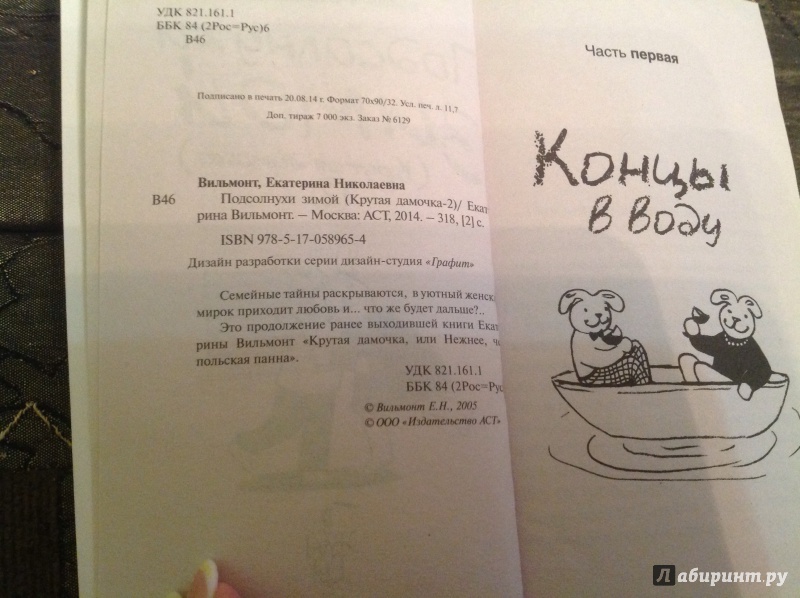 УДК 821.161.1
ББК 84 (2Рос=Рус)6
В46
Подписано в печать 20.08.14 г. Формат 70х90/32. Усл. печ. л. 11,7
Доп. тираж 7 000 экз. Заказ № 6129
Вильмонт, Екатерина Николаевна
В46 Подсолнухи зимой (Крутая дамочка-2)/ Екат
рина Вильмонт. – Москва: АСТ, 2014. – 318, [2] с.
ISBN 978-5-17-058965-4
Дизайн разработки серии дизайн-студия «Графит»
Семейные тайны раскрываются, в уютный женск
мирок приходит любовь и... что же будет дальше?..
Это продолжение ранее выходившей книги Екат
рины Вильмонт «Крутая дамочка, или Нежнее, че
польская панна».
УДК 821.161.1
ББК 84 (2Рос=Рус
© Вильмонт Е.Н., 2005
© ООО «Издательство АСТ»
Часть первая
Концы
в воду
Лабиринт.ру